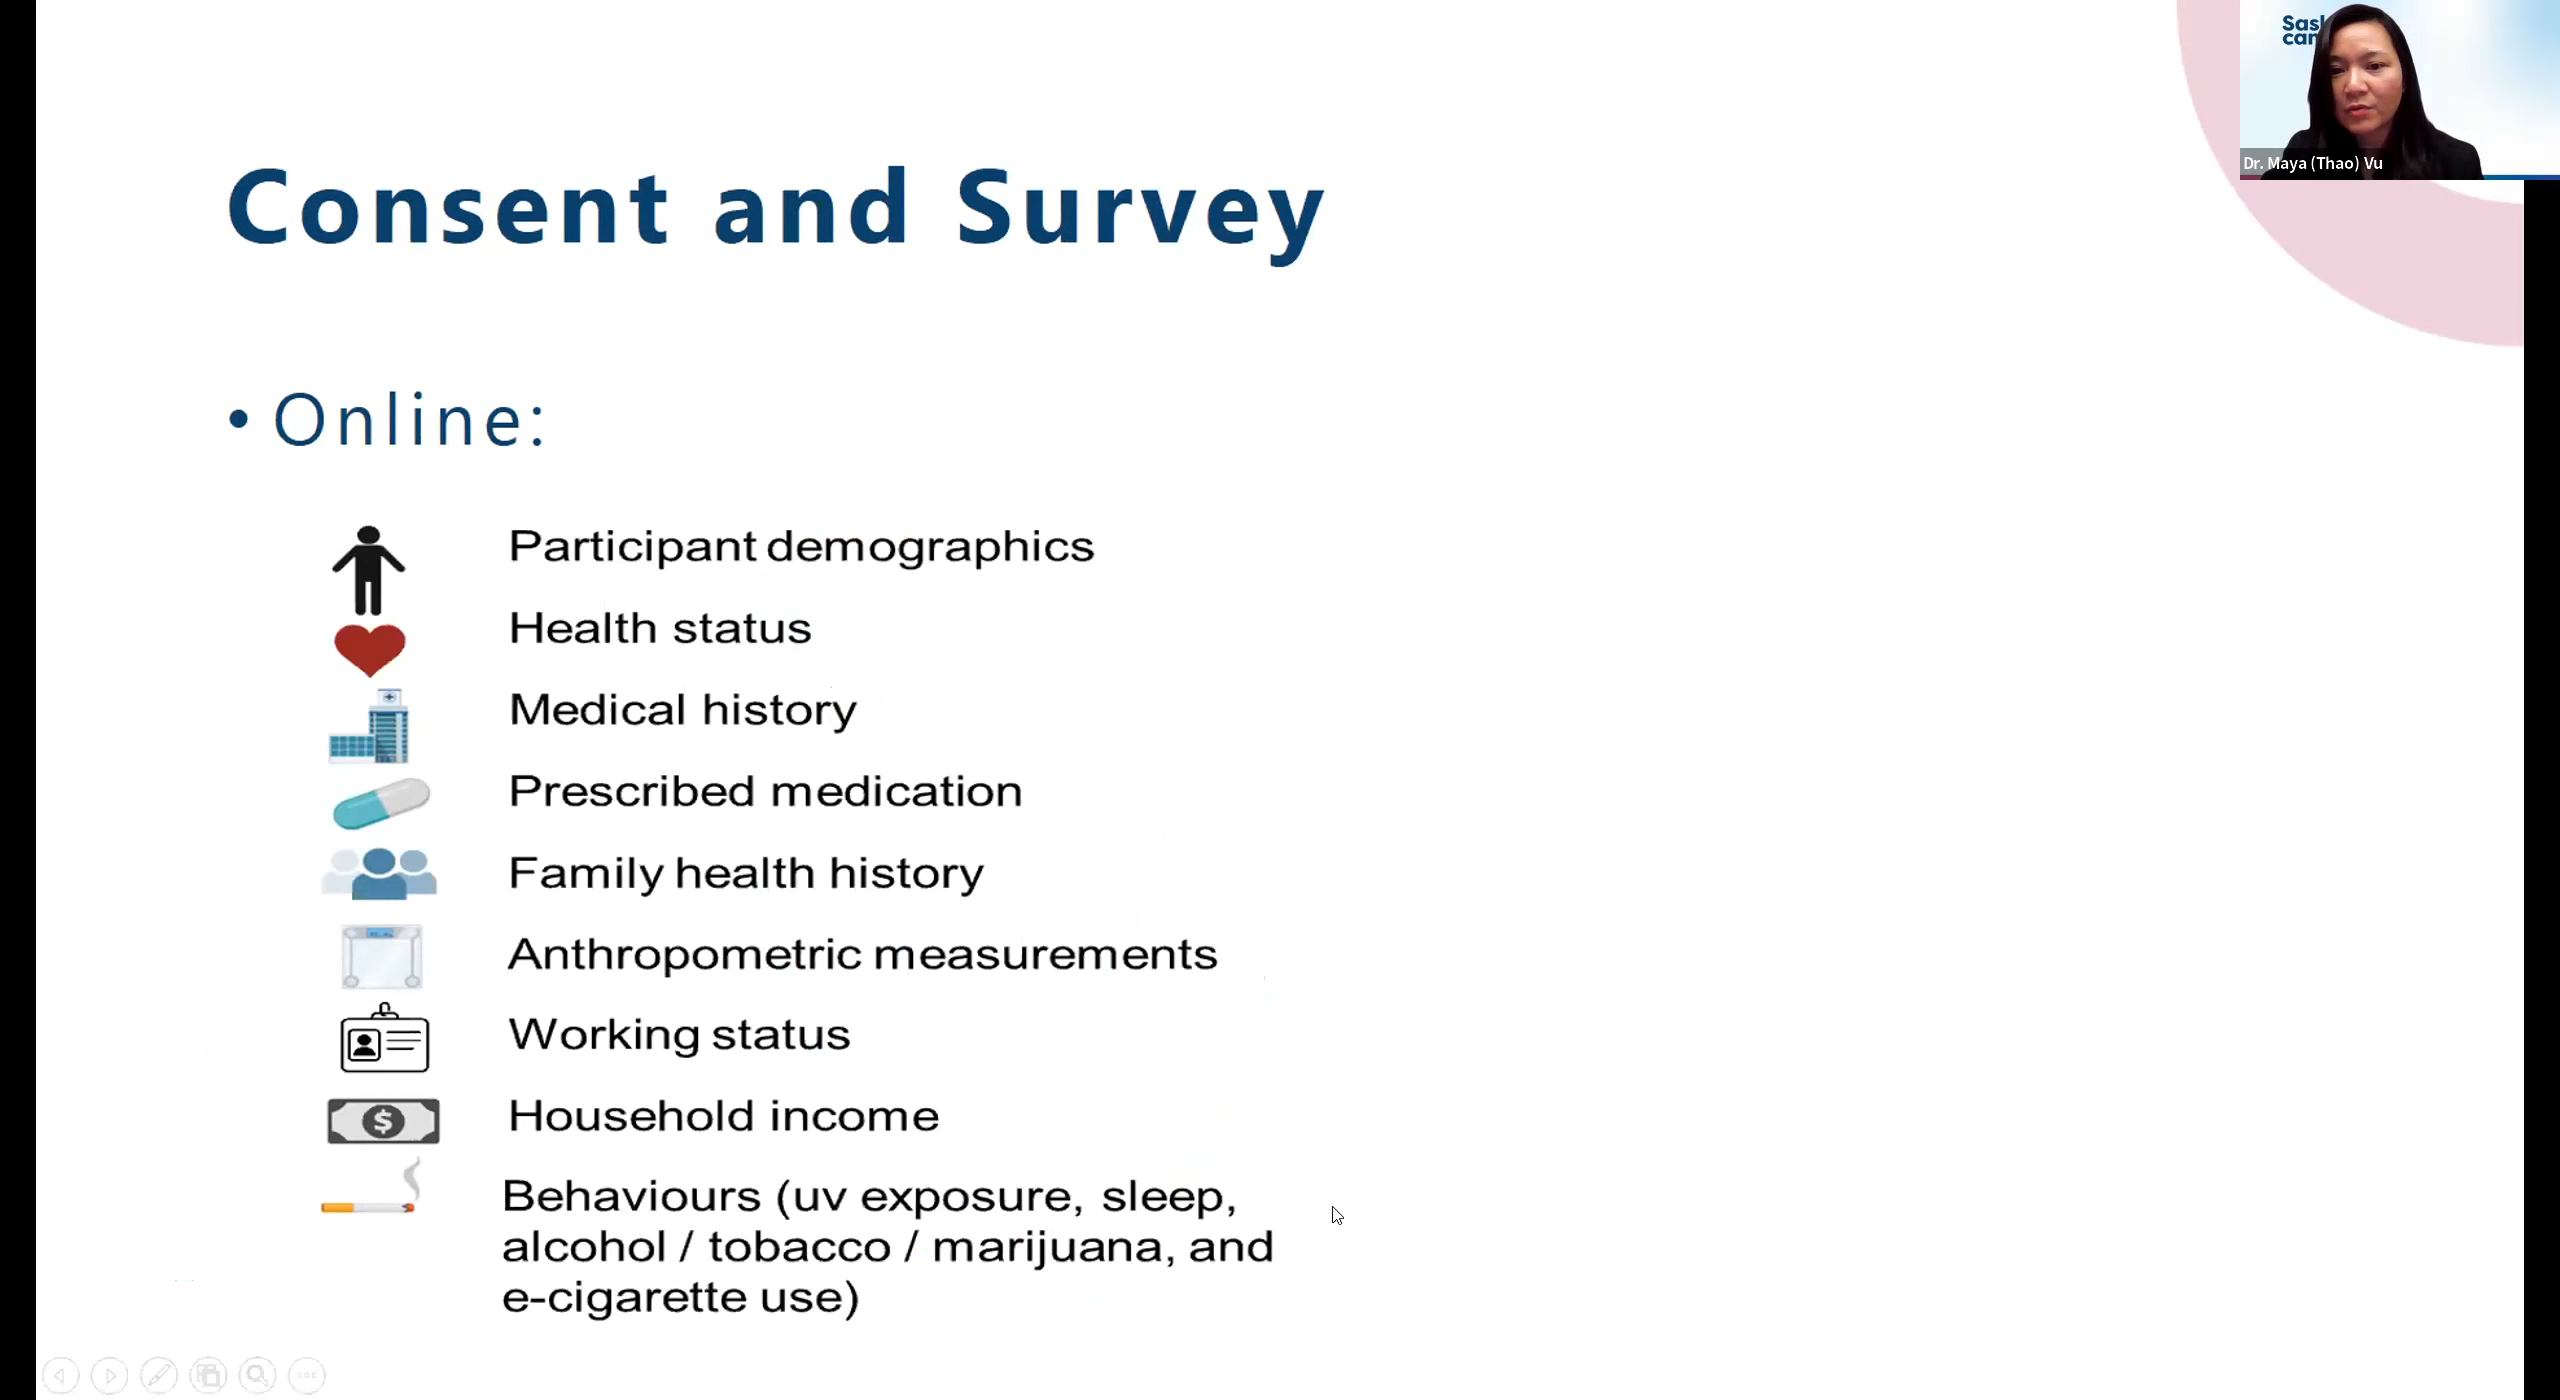 Consent and Survey
• Online:
Participant demographics
Health status
Medical history
Prescribed medication
Family health history
Anthropometric measurements
Working status
Household income
$
Behaviours (uv exposure, sleep,
alcohol / tobacco / marijuana, and
e-cigarette use)
Dr. Maya (Thao) Vu